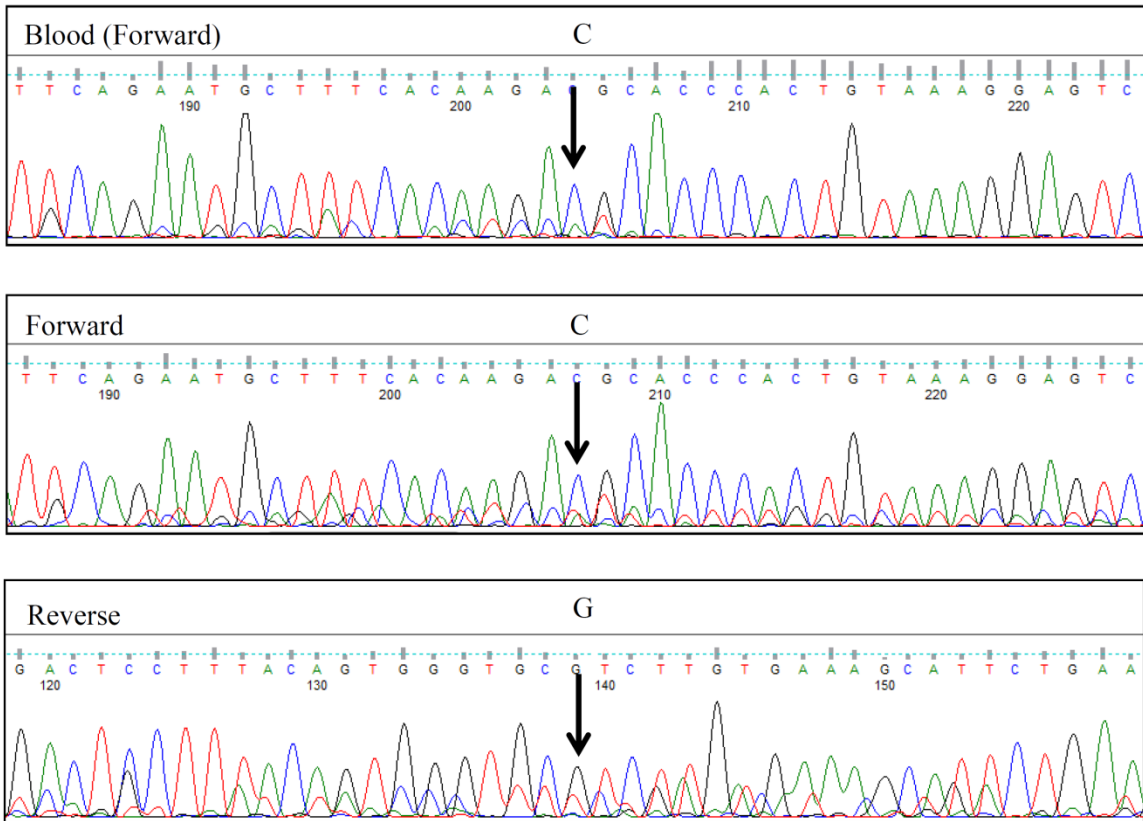 Blood (Forward) C
T T C A G A A T G C T T T C A C A A G A C G C A C C C A C T G T A A A G G A G T C
190 200 210 220
Forward C
T T C A G A A T G C T T T C A C A A G A C G C A C C C A C T G T A A A G G A G T C
190 200 210 220
Reverse G
G A C T C C T T T A C A G T G G G T G C G T C T T G T G A A A G C A T T C T G A A
120 130 140 150